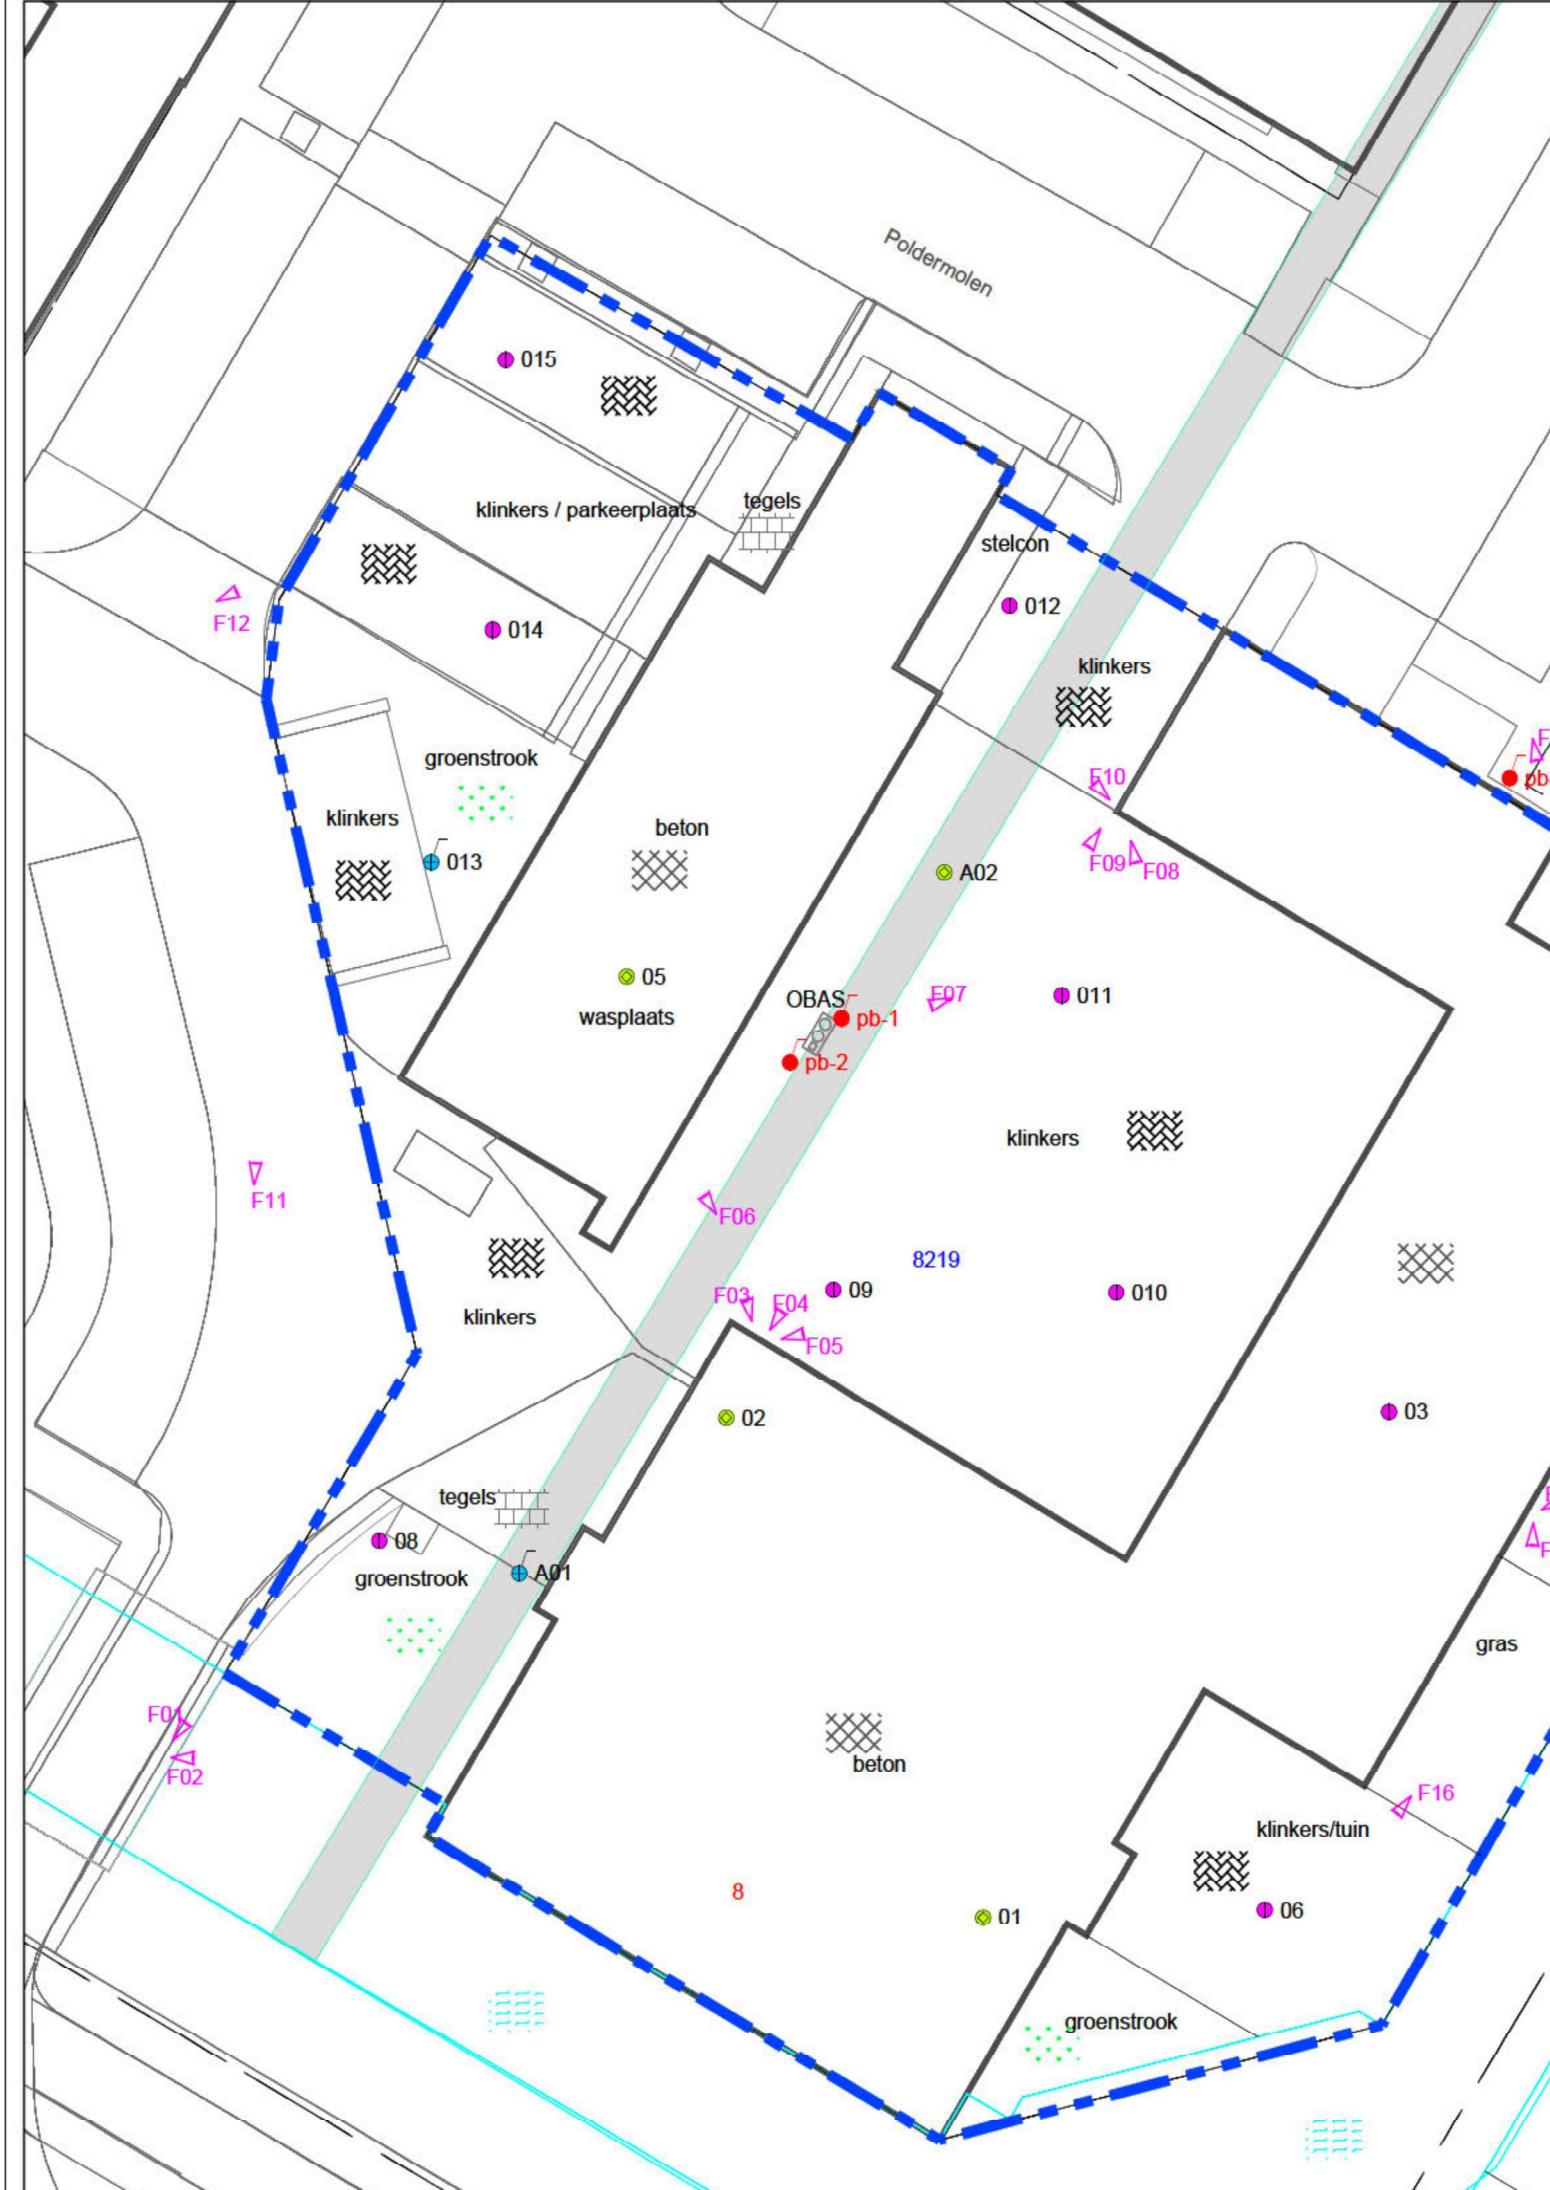 Poldermolen
015
klinkers / parkeerplaats
tegels
stelcon
F12
014
012
klinkers
groenstrook
F10
klinkers
beton
013
F09
F08
A02
05
OBAS
F07
011
wasplaats
pb-1
pb-2
klinkers
F11
F06
8219
klinkers
F03
F04
09
010
F05
02
03
tegels
08
A01
groenstrook
gras
F01
F02
beton
F16
klinkers/tuin
8
01
06
groenstrook